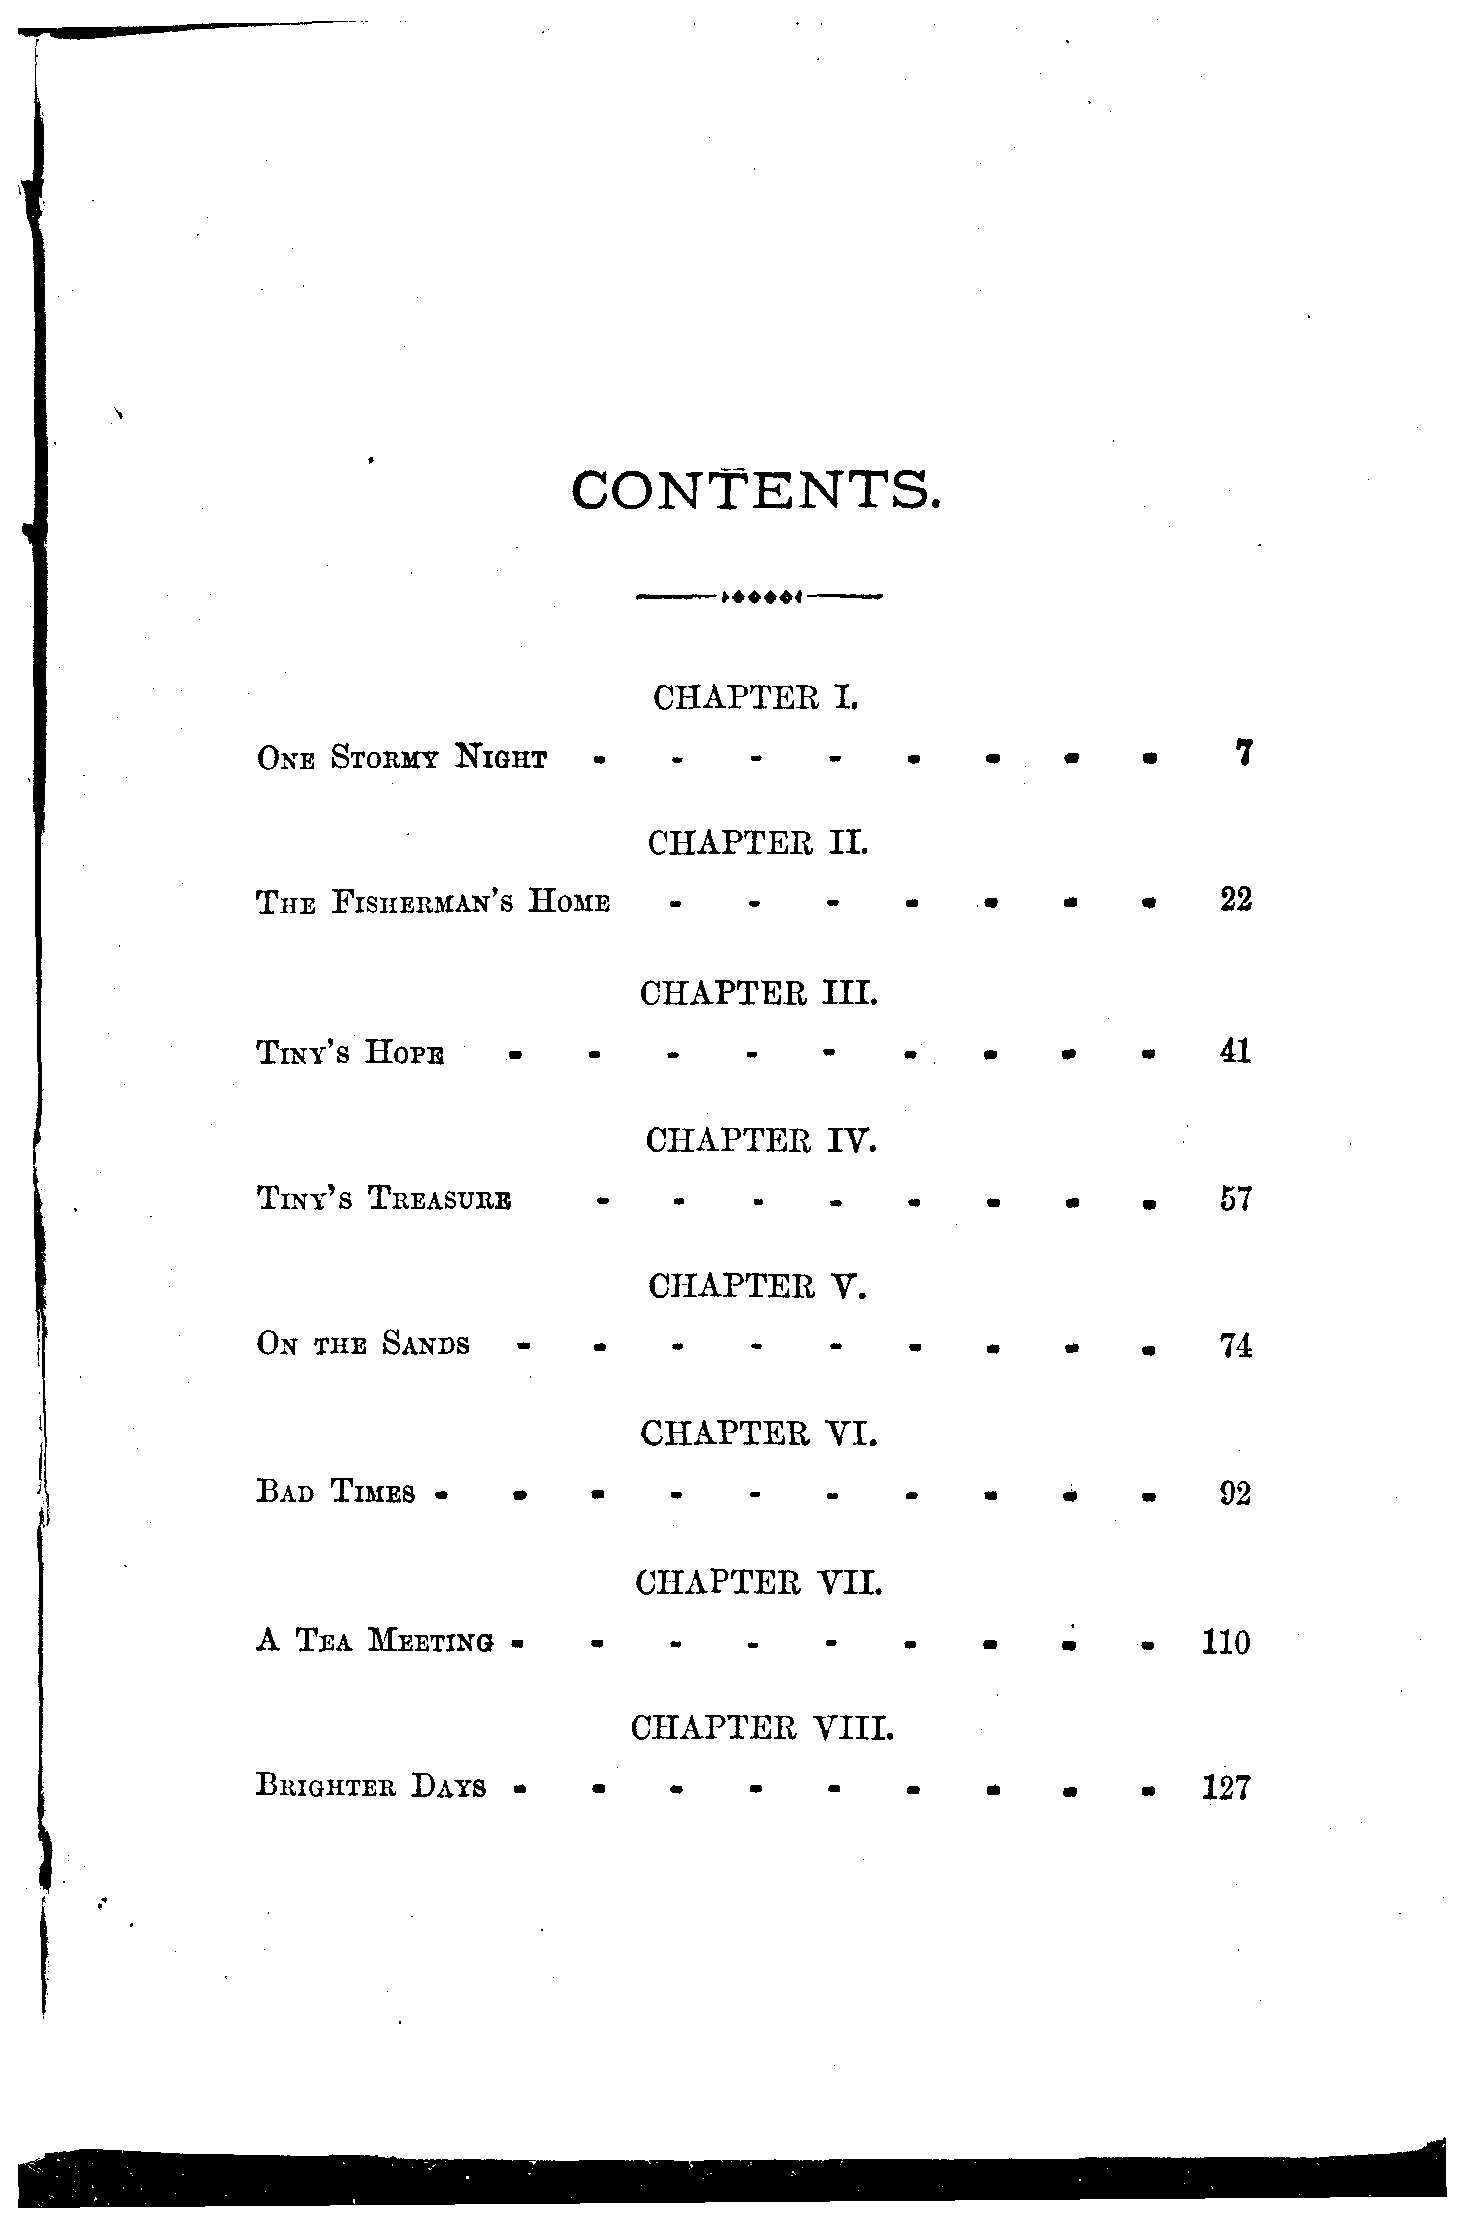 CONTENTS.
CHAPTER I.
One Stormy Night - - - - - - - - 7
CHAPTER II.
The Fisherman's Home - - - - - - - 22
CHAPTER III.
Tiny's Hope - - - - - - - - - 41
CHAPTER IV.
Tiny's Treasure - - - - - - - - 57
CHAPTER V.
On the Sands - - - - - - - - - 74
CHAPTER VI.
Bad Times - - - - - - - - - - 92
CHAPTER VII.
A Tea Meeting - - - - - - - - - 110
CHAPTER VIII.
Brighter Days - - - - - - - - - 127